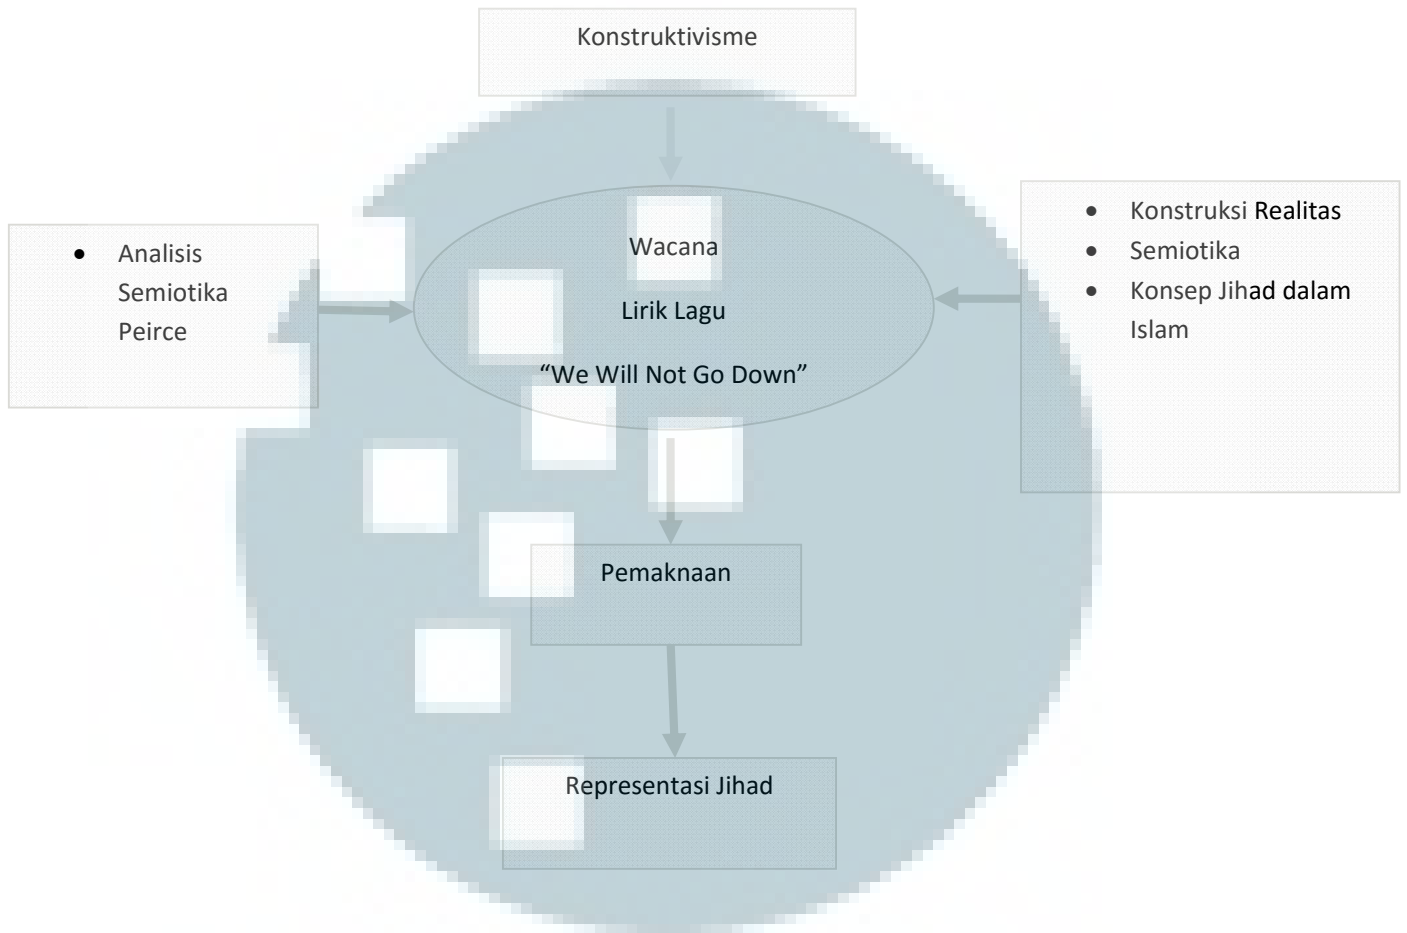 Konstruktivisme
• Analisis
Semiotika
Peirce
Wacana
Lirik Lagu
“We Will Not Go Down”
• Konstruksi Realitas
• Semiotika
• Konsep Jihad dalam
Islam
Pemaknaan
Representasi Jihad